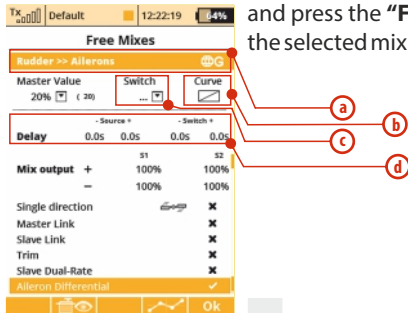 Tx Default 12:22:19 64%
Free Mixes
Rudder >> Ailerons G
Master Value Switch Curve
20% ( 20) ...
- Source + - Switch +
Delay 0.0s 0.0s 0.0s 0.0s
S1 S2
Mix output + 100% 100%
− 100% 100%
Single direction
Master Link
Slave Link
Trim
Slave Dual-Rate
Aileron Differential
Ok
and press the “F
the selected mix
a
b
c
d